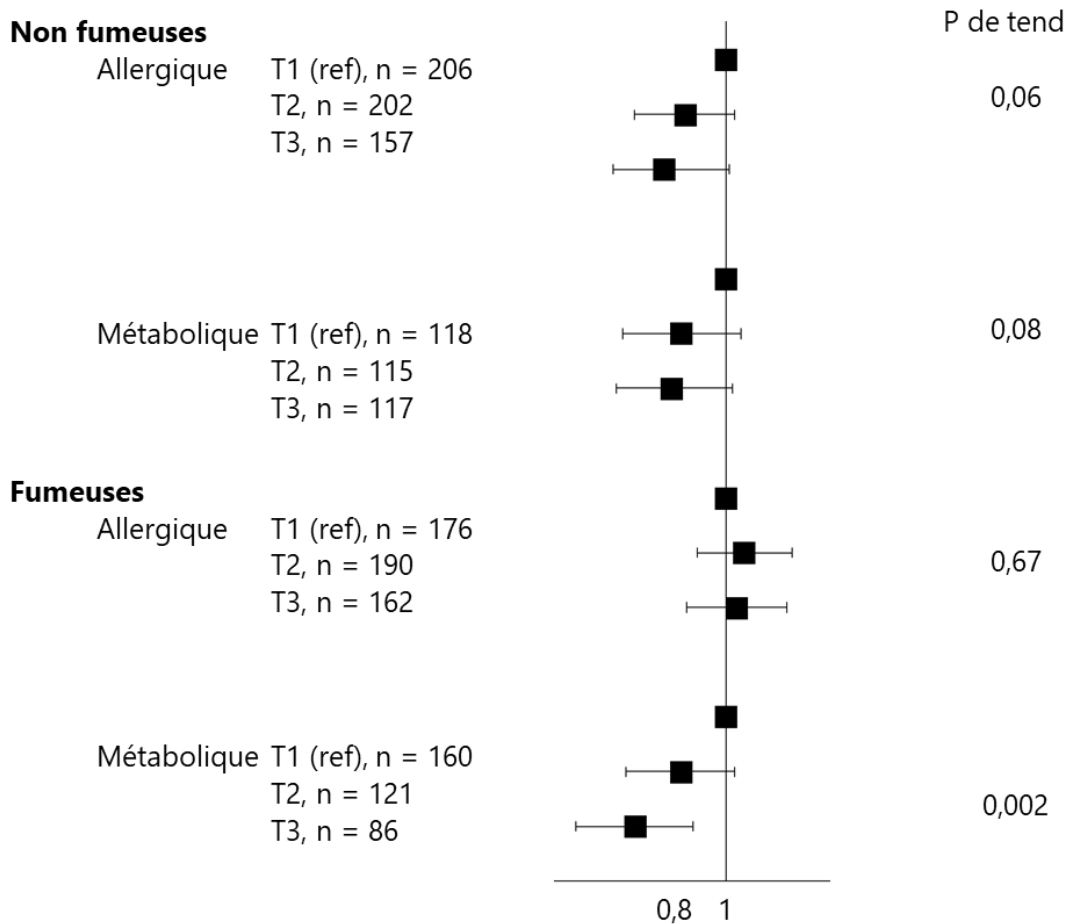 P de tend
Non fumeuses
Allergique T1 (ref), n = 206
T2, n = 202
T3, n = 157
0,06
Métabolique T1 (ref), n = 118
T2, n = 115
T3, n = 117
0,08
Fumeuses
Allergique T1 (ref), n = 176
T2, n = 190
T3, n = 162
0,67
Métabolique T1 (ref), n = 160
T2, n = 121
T3, n = 86
0,002
0,8 1